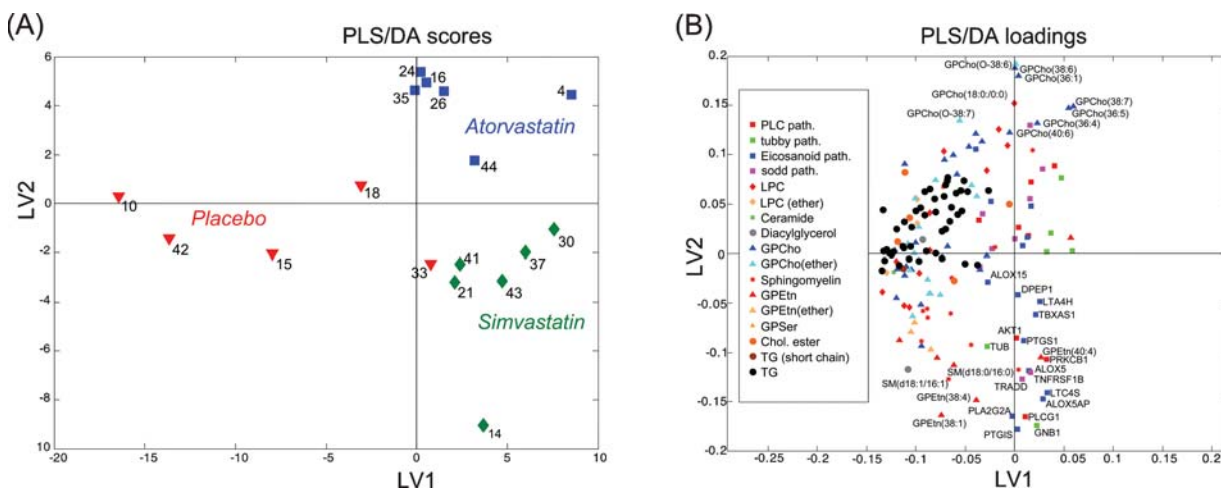 (A)
PLS/DA scores
LV2
6
4
2
0
-2
-4
-6
-8
-10
-20
-15
-10
-5
0
5
10
LV1
24
16
35
26
4
44
Atorvastatin
10
18
42
15
33
Placebo
41
30
37
21
43
14
Simvastatin
(B)
PLS/DA loadings
LV2
0.2
0.15
0.1
0.05
0
-0.05
-0.1
-0.15
-0.2
-0.25
-0.2
-0.15
-0.1
-0.05
0
0.05
0.1
0.15
0.2
LV1
PLC path.
tubby path.
Eicosanoid path.
sodd path.
LPC
LPC (ether)
Ceramide
Diacylglycerol
GPCho
GPCho(ether)
Sphingomyelin
GPEtn
GPEtn(ether)
GPSer
Chol. ester
TG (short chain)
TG
GPCho(O-38:6)
GPCho(38:6)
GPCho(36:1)
GPCho(18:0/0:0)
GPCho(38:7)
GPCho(O-38:7)
GPCho(36:5)
GPCho(36:4)
GPCho(40:6)
ALOX15
DPEP1
LTA4H
TBXAS1
AKT1
PTGS1
TUB
GPEtn(40:4)
PRKCB1
SM(d18:0/16:0)
ALOX5
TNFRSF1B
SM(d18:1/16:1)
TRADD
LTC4S
GPEtn(38:4)
ALOX5AP
PLA2G2A
PLCG1
GPEtn(38:1)
PTGIS
GNB1